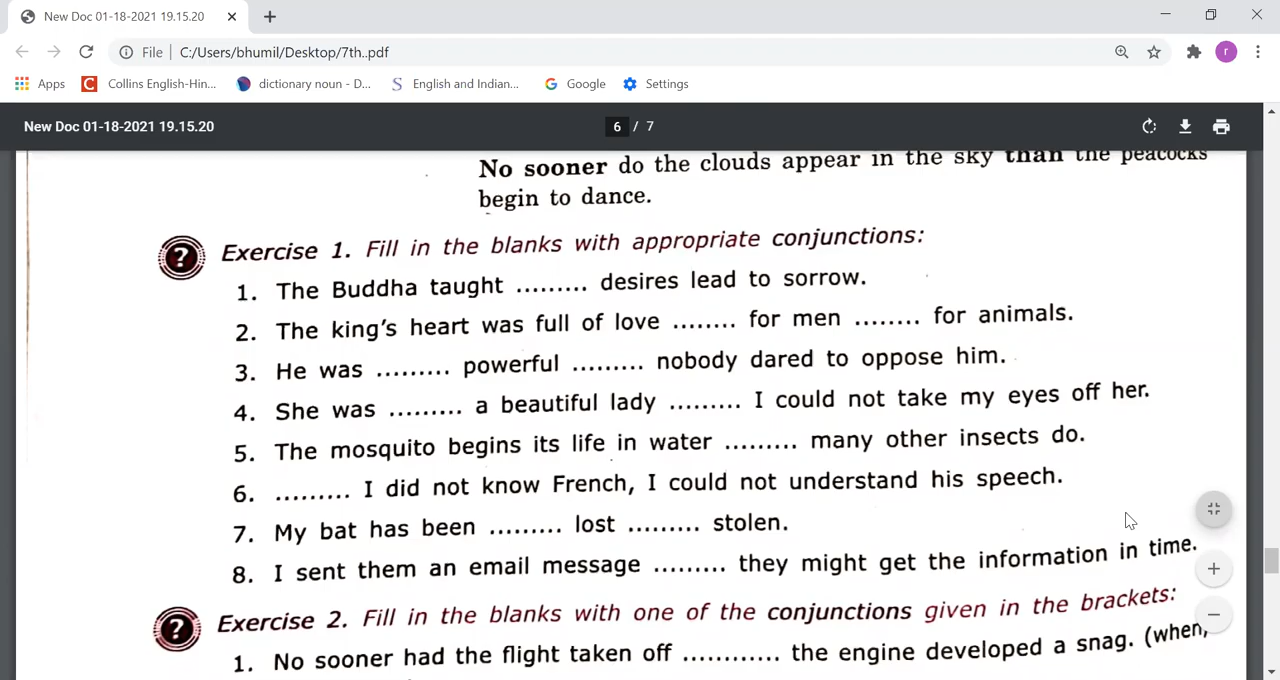 New Doc 01-18-2021 19.15.20
File C:/Users/bhumil/Desktop/7th..pdf
r
Apps Collins English-Hin... dictionary noun - D... English and Indian... Google Settings
New Doc 01-18-2021 19.15.20 6 / 7
No sooner do the clouds appear in the sky than the peacocks
begin to dance.
? Exercise 1. Fill in the blanks with appropriate conjunctions:
1. The Buddha taught ......... desires lead to sorrow.
2. The king's heart was full of love ........ for men ........ for animals.
3. He was ......... powerful ......... nobody dared to oppose him.
4. She was ......... a beautiful lady ......... I could not take my eyes off her.
5. The mosquito begins its life in water ......... many other insects do.
6. ......... I did not know French, I could not understand his speech.
7. My bat has been ......... lost ......... stolen.
8. I sent them an email message ......... they might get the information in time.
? Exercise 2. Fill in the blanks with one of the conjunctions given in the brackets:
1. No sooner had the flight taken off ............ the engine developed a snag. (when,